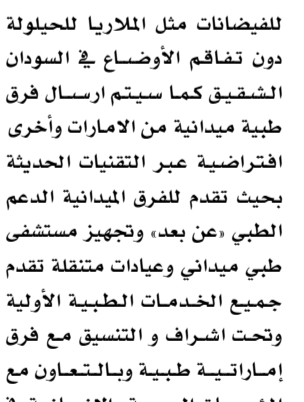 للفيضانات مثل الملاريا للحيلولة
دون تفاقم الأوضاع في السودان
الشقيق كما سيتم ارسال فرق
طبية ميدانية من الامارات وأخرى
افتراضية عبر التقنيات الحديثة
بحيث تقدم للفرق الميدانية الدعم
الطبي «عن بعد» وتجهيز مستشفى
طبي ميداني وعيادات متنقلة تقدم
جميع الخدمات الطبية الأولية
وتحت اشراف و التنسيق مع فرق
إماراتية طبية وبالتعاون مع